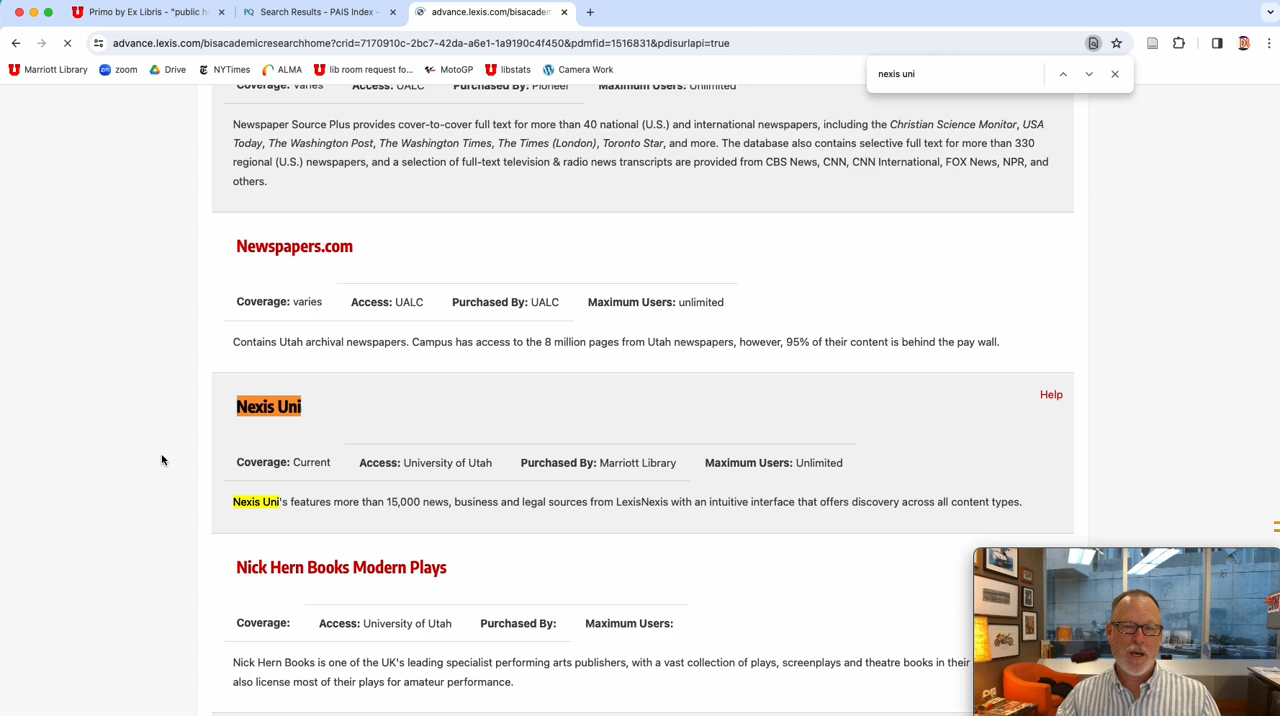 Primo by Ex Libris - "public h
Search Results - PAIS Index -
advance.lexis.com/bisacadem
advance.lexis.com/bisacademicresearchhome?crid=7170910c-2bc7-42da-a6e1-1a9190c4f450&pdmfid=1516831&pdisurlapi=true
Marriott Library
zoom
Drive
NYTimes
ALMA
lib room request fo...
MotoGP
libstats
Camera Work
nexis uni
Coverage: Varies Access: UALC Purchased By: Pioneer Maximum Users: Unlimited
Newspaper Source Plus provides cover-to-cover full text for more than 40 national (U.S.) and international newspapers, including the Christian Science Monitor, USA
Today, The Washington Post, The Washington Times, The Times (London), Toronto Star, and more. The database also contains selective full text for more than 330
regional (U.S.) newspapers, and a selection of full-text television & radio news transcripts are provided from CBS News, CNN, CNN International, FOX News, NPR, and
others.
Newspapers.com
Coverage: varies Access: UALC Purchased By: UALC Maximum Users: unlimited
Contains Utah archival newspapers. Campus has access to the 8 million pages from Utah newspapers, however, 95% of their content is behind the pay wall.
Help
Nexis Uni
Coverage: Current Access: University of Utah Purchased By: Marriott Library Maximum Users: Unlimited
Nexis Uni's features more than 15,000 news, business and legal sources from LexisNexis with an intuitive interface that offers discovery across all content types.
Nick Hern Books Modern Plays
Coverage: Access: University of Utah Purchased By: Maximum Users:
Nick Hern Books is one of the UK's leading specialist performing arts publishers, with a vast collection of plays, screenplays and theatre books in their
also license most of their plays for amateur performance.